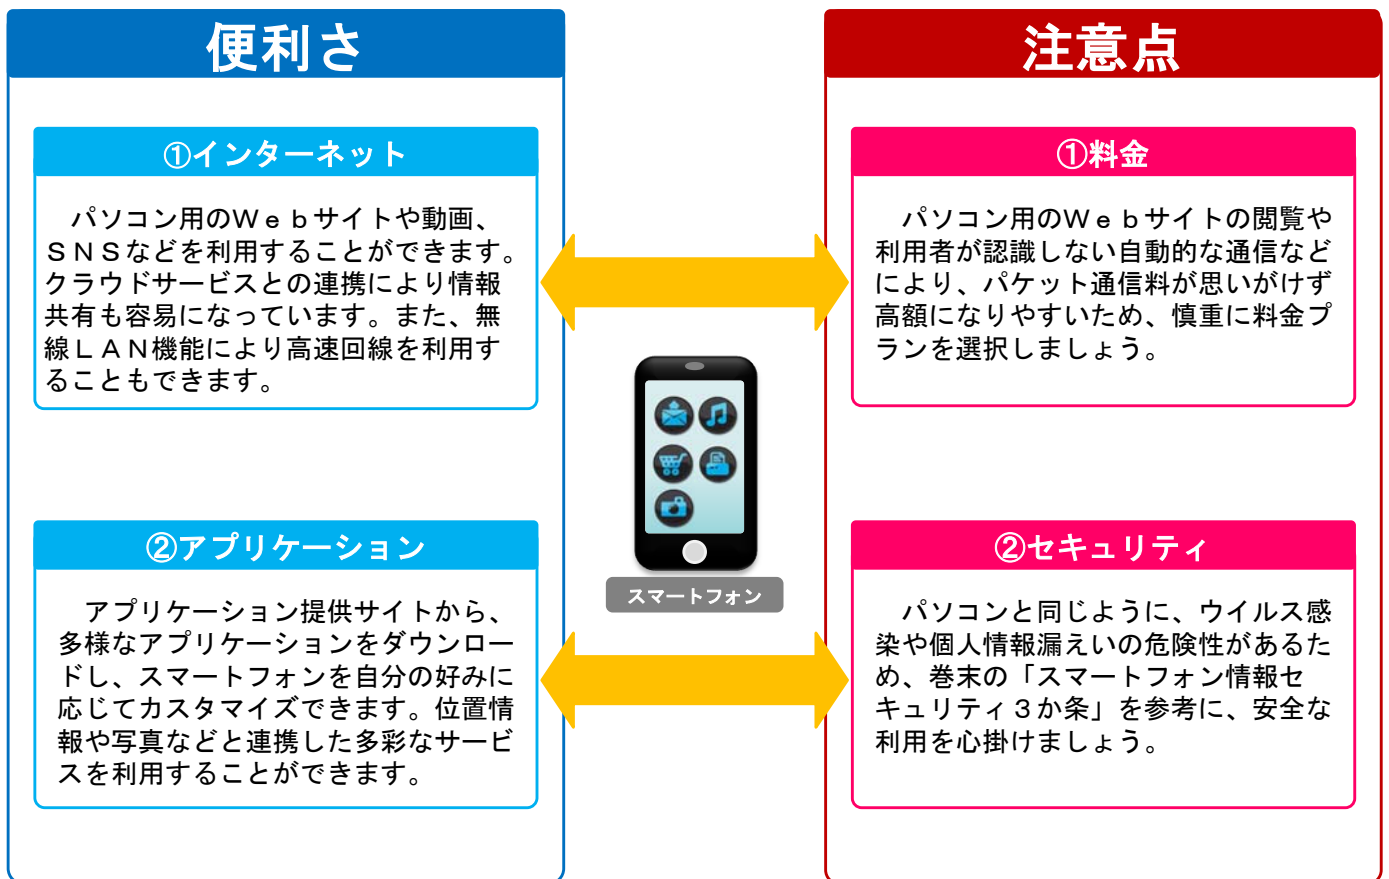 便利さ
①インターネット
　パソコン用のＷｅｂサイトや動画、
ＳＮＳなどを利用することができます。
クラウドサービスとの連携により情報
共有も容易になっています。また、無
線ＬＡＮ機能により高速回線を利用す
ることもできます。
②アプリケーション
　アプリケーション提供サイトから、
多様なアプリケーションをダウンロー
ドし、スマートフォンを自分の好みに
応じてカスタマイズできます。位置情
報や写真などと連携した多彩なサービ
スを利用することができます。
スマートフォン
注意点
①料金
　パソコン用のＷｅｂサイトの閲覧や
利用者が認識しない自動的な通信など
により、パケット通信料が思いがけず
高額になりやすいため、慎重に料金プ
ランを選択しましょう。
②セキュリティ
　パソコンと同じように、ウイルス感
染や個人情報漏えいの危険性があるた
め、巻末の「スマートフォン情報セ
キュリティ３か条」を参考に、安全な
利用を心掛けましょう。